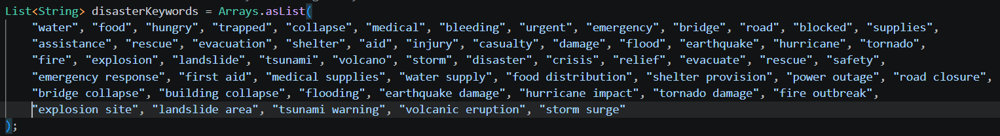 List<String> disasterKeywords = Arrays.asList(
"water", "food", "hungry", "trapped", "collapse", "medical", "bleeding", "urgent", "emergency", "bridge", "road", "blocked", "supplies",
"assistance", "rescue", "evacuation", "shelter", "aid", "injury", "casualty", "damage", "flood", "earthquake", "hurricane", "tornado",
"fire", "explosion", "landslide", "tsunami", "volcano", "storm", "disaster", "crisis", "relief", "evacuate", "rescue", "safety",
"emergency response", "first aid", "medical supplies", "water supply", "food distribution", "shelter provision", "power outage", "road closure",
"bridge collapse", "building collapse", "flooding", "earthquake damage", "hurricane impact", "tornado damage", "fire outbreak",
"explosion site", "landslide area", "tsunami warning", "volcanic eruption", "storm surge"
);